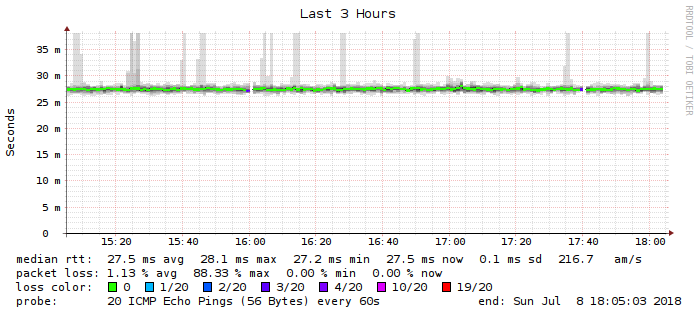 Last 3 Hours
RRDTOOL / TOBI OETIKER
Seconds
35 m
30 m
25 m
20 m
15 m
10 m
5 m
0
15:20 15:40 16:00 16:20 16:40 17:00 17:20 17:40 18:00
median rtt: 27.5 ms avg 28.1 ms max 27.2 ms min 27.5 ms now 0.1 ms sd 216.7 am/s
packet loss: 1.13 % avg 88.33 % max 0.00 % min 0.00 % now
loss color: 0 1/20 2/20 3/20 4/20 10/20 19/20
probe: 20 ICMP Echo Pings (56 Bytes) every 60s end: Sun Jul 8 18:05:03 2018